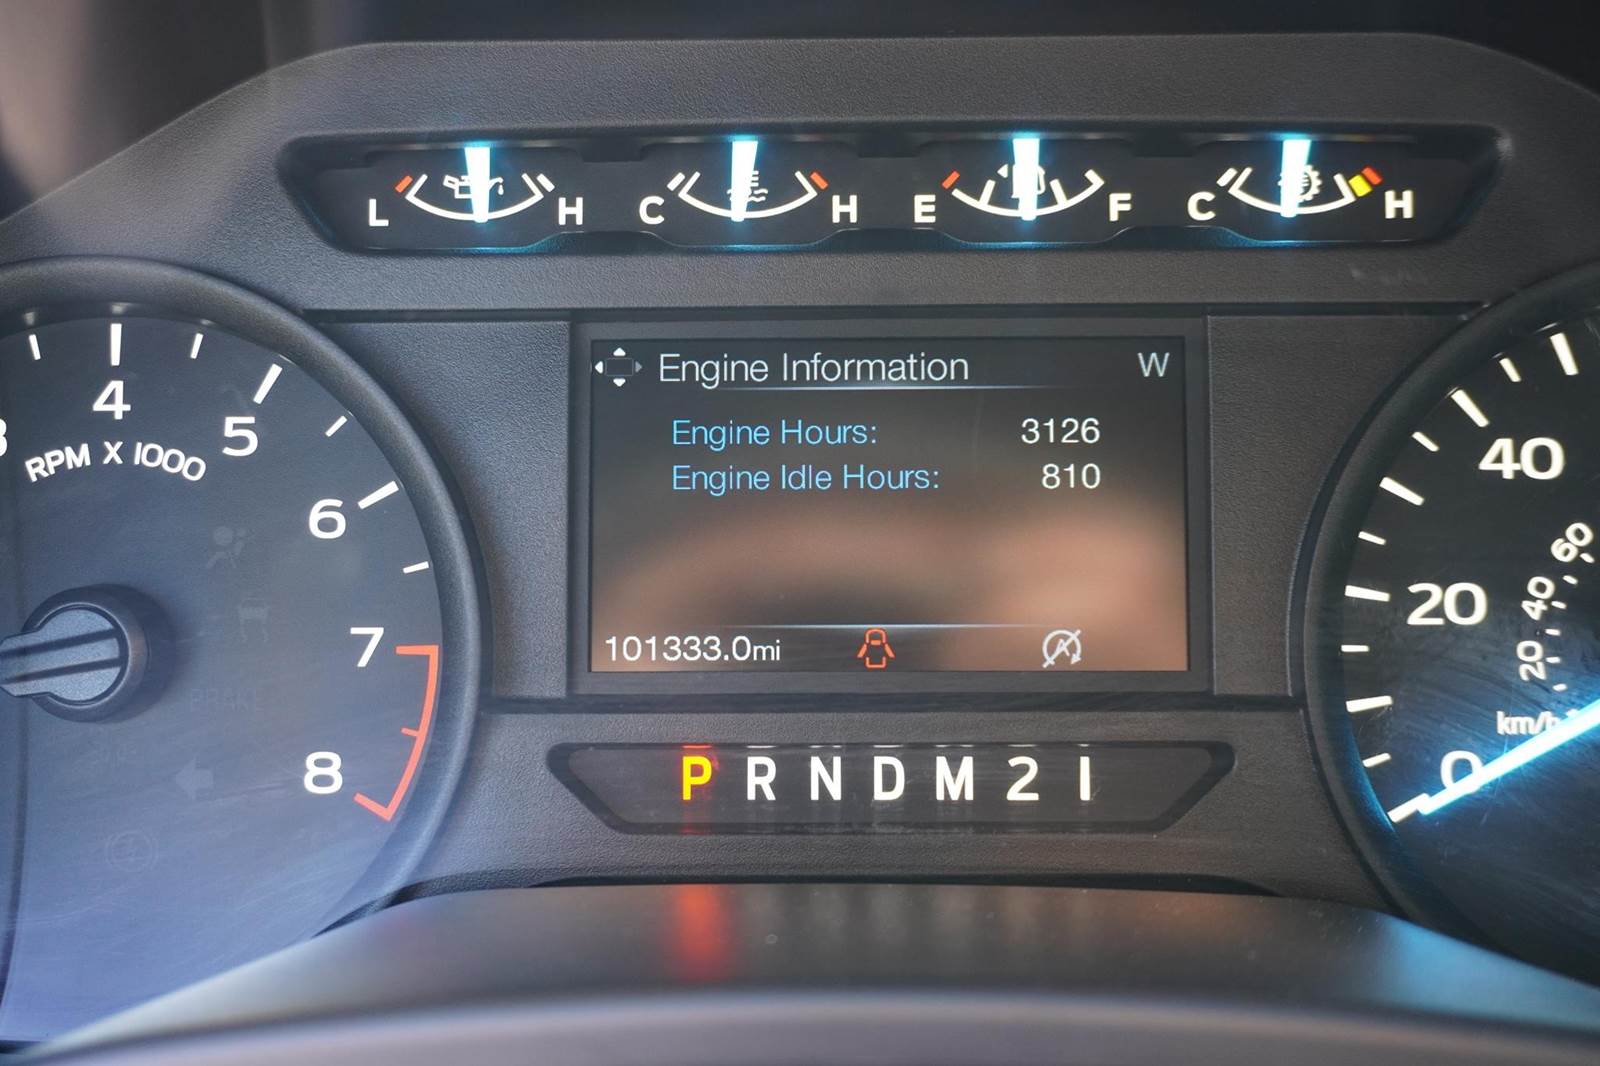 L H C H E F C H
Engine Information W
Engine Hours: 3126
Engine Idle Hours: 810
101333.0mi
4
5
6
7
8
RPM X 1000
BRAKE
P R N D M 2 1
40
20
0
60
40
20
km/h